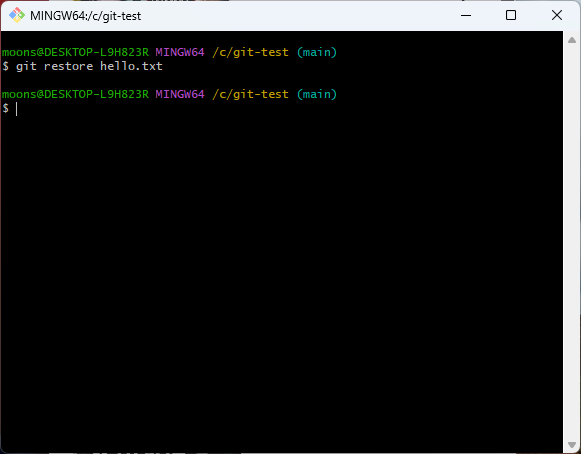 MINGW64:/c/git-test
moons@DESKTOP-L9H823R MINGW64 /c/git-test (main)
$ git restore hello.txt
moons@DESKTOP-L9H823R MINGW64 /c/git-test (main)
$